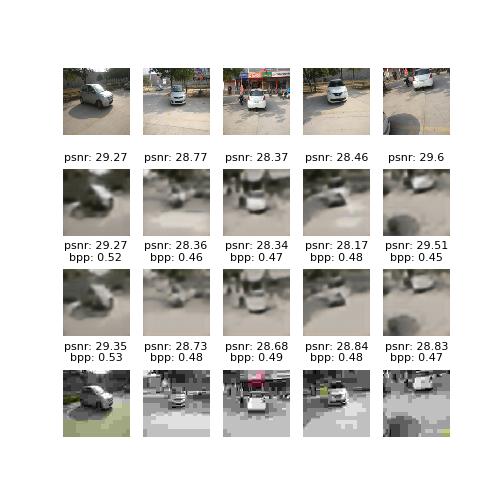 psnr: 29.27 psnr: 28.77 psnr: 28.37 psnr: 28.46 psnr: 29.6
psnr: 29.27 psnr: 28.36 psnr: 28.34 psnr: 28.17 psnr: 29.51
bpp: 0.52 bpp: 0.46 bpp: 0.47 bpp: 0.48 bpp: 0.45
psnr: 29.35 psnr: 28.73 psnr: 28.68 psnr: 28.84 psnr: 28.83
bpp: 0.53 bpp: 0.48 bpp: 0.49 bpp: 0.48 bpp: 0.47